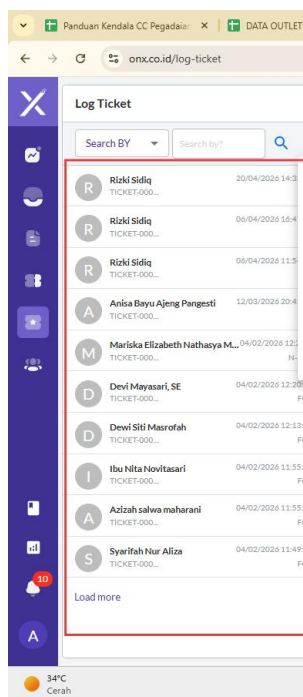 Panduan Kendala CC Pegadaian
DATA OUTLET
onx.co.id/log-ticket
Log Ticket
Search BY
Search by?
R
Rizki Sidiq
20/04/2026 14:3
TICKET-000...
R
Rizki Sidiq
06/04/2026 16:4
TICKET-000...
R
Rizki Sidiq
06/04/2026 11:5
TICKET-000...
A
Anisa Bayu Ajeng Pangesti
12/03/2026 20:4
TICKET-000...
M
Mariska Elizabeth Nathasya M...
04/02/2026 12:2
TICKET-000...
N-
D
Devi Mayasari, SE
04/02/2026 12:20
TICKET-000...
D
Dewi Siti Masrofah
04/02/2026 12:13:
TICKET-000...
I
Ibu Nita Novitasari
04/02/2026 11:55:
TICKET-000...
A
Azizah salwa maharani
04/02/2026 11:55:
TICKET-000...
S
Syarifah Nur Aliza
04/02/2026 11:49:
TICKET-000...
Load more
10
A
34°C
Cerah